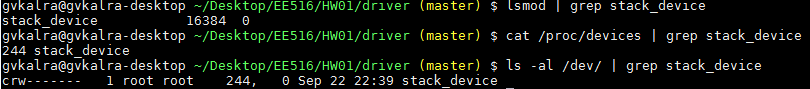 gvkalra@gvkalra-desktop ~/Desktop/EE516/HW01/driver (master) $ lsmod | grep stack_device
stack_device           16384  0
gvkalra@gvkalra-desktop ~/Desktop/EE516/HW01/driver (master) $ cat /proc/devices | grep stack_device
244 stack_device
gvkalra@gvkalra-desktop ~/Desktop/EE516/HW01/driver (master) $ ls -al /dev/ | grep stack_device
crw-------   1 root root    244,   0 Sep 22 22:39 stack_device